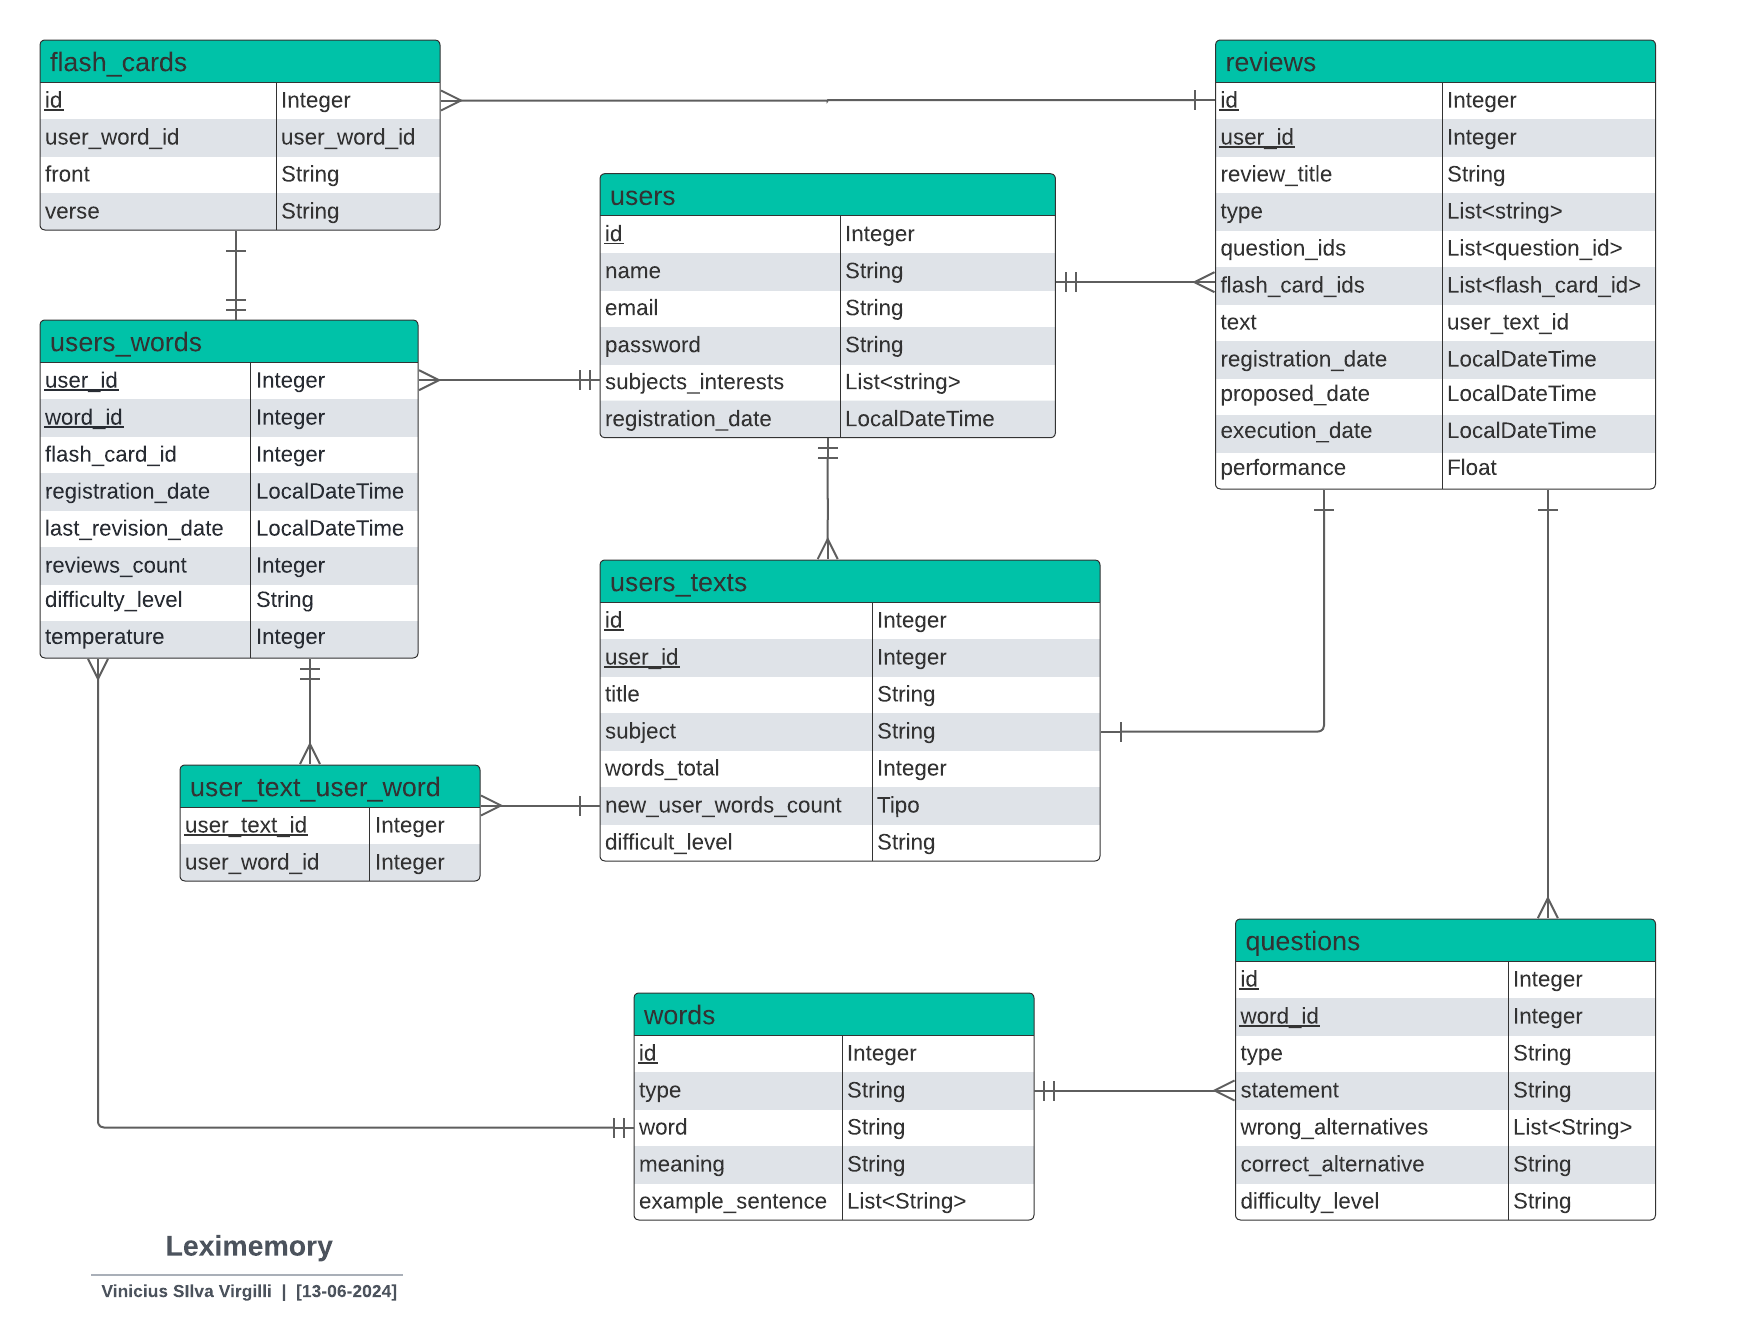 flash_cards
id Integer
user_word_id user_word_id
front String
verse String
reviews
id Integer
user_id Integer
review_title String
type List<string>
question_ids List<question_id>
flash_card_ids List<flash_card_id>
text user_text_id
registration_date LocalDateTime
proposed_date LocalDateTime
execution_date LocalDateTime
performance Float
users
id Integer
name String
email String
password String
subjects_interests List<string>
registration_date LocalDateTime
users_words
user_id Integer
word_id Integer
flash_card_id Integer
registration_date LocalDateTime
last_revision_date LocalDateTime
reviews_count Integer
difficulty_level String
temperature Integer
users_texts
id Integer
user_id Integer
title String
subject String
words_total Integer
new_user_words_count Tipo
difficult_level String
user_text_user_word
user_text_id Integer
user_word_id Integer
questions
id Integer
word_id Integer
type String
statement String
wrong_alternatives List<String>
correct_alternative String
difficulty_level String
words
id Integer
type String
word String
meaning String
example_sentence List<String>
Leximemory
Vinicius SIlva Virgilli | [13-06-2024]